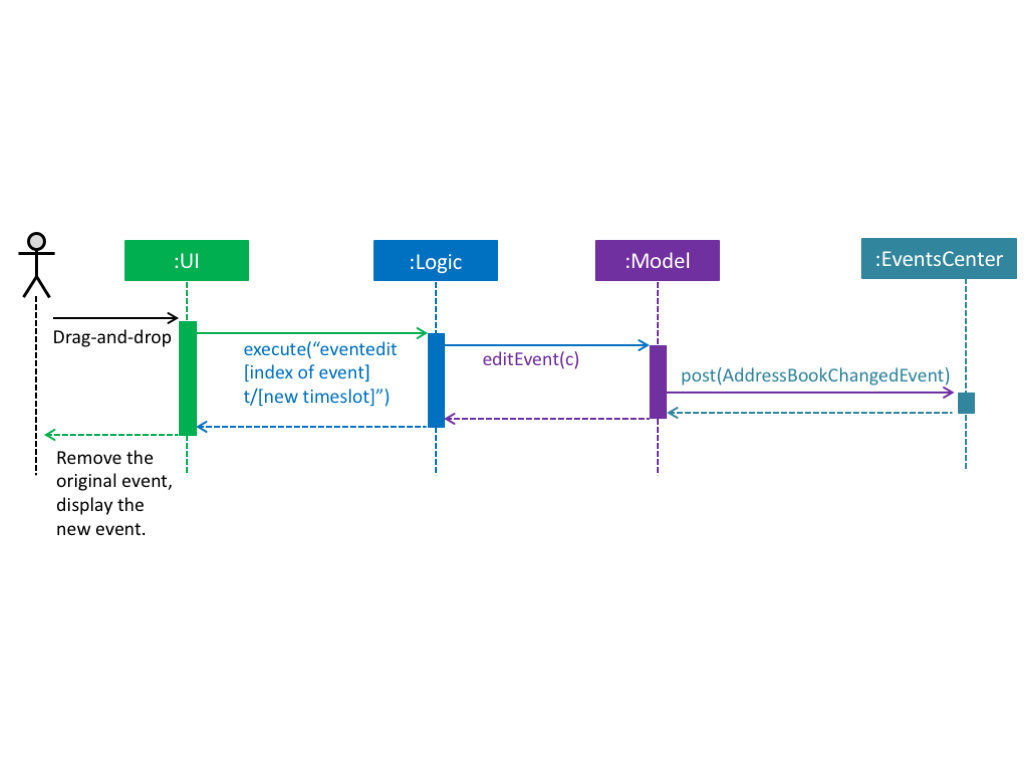 :UI
:Logic
:Model
:EventsCenter
Drag-and-drop
execute(“eventedit
[index of event]
t/[new timeslot]”)
editEvent(c)
post(AddressBookChangedEvent)
Remove the
original event,
display the
new event.